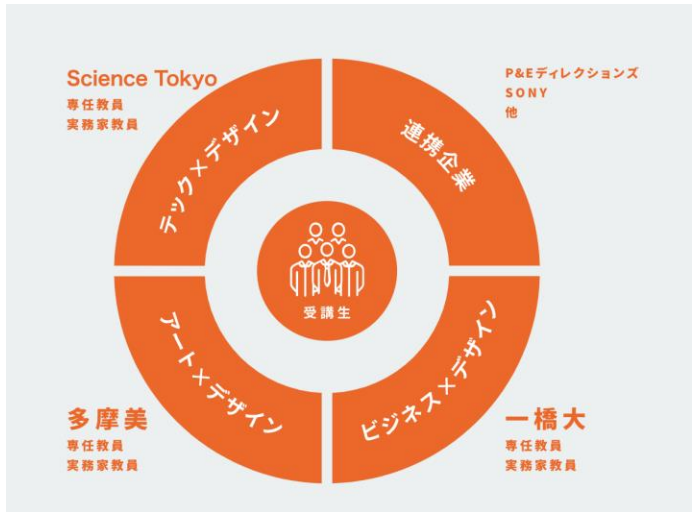 Science Tokyo
専任教員
実務家教員
テック×デザイン
連携企業
P&Eディレクションズ
SONY
他
受講生
アート×デザイン
ビジネス×デザイン
多摩美
専任教員
実務家教員
一橋大
専任教員
実務家教員